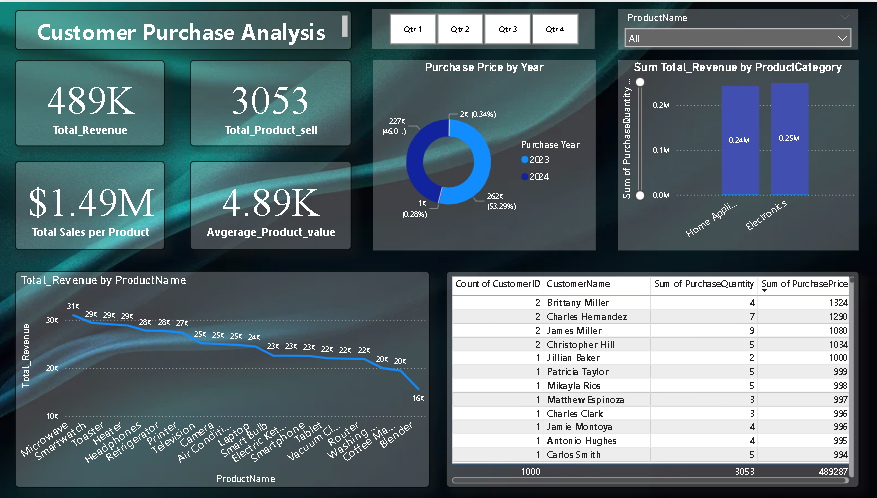 Customer Purchase Analysis
Qtr 1
Qtr 2
Qtr 3
Qtr 4
ProductName
All
489K
Total_Revenue
3053
Total_Product_sell
$1.49M
Total Sales per Product
4.89K
Avgerage_Product_value
Purchase Price by Year
2K (0.34%)
227K
(46.0...)
1K
(0.28%)
262K
(53.29%)
Purchase Year
2023
2024
Sum Total_Revenue by ProductCategory
Sum of PurchaseQuantity ...
0.2M
0.1M
0.0M
0.24M
0.25M
Home Appli...
Electronics
Total_Revenue by ProductName
Total_Revenue
30K
20K
10K
31K
29K
29K
29K
28K
28K
27K
25K
25K
25K
24K
23K
23K
23K
22K
22K
22K
20K
20K
16K
Microwave
Smartwatch
Toaster
Heater
Headphones
Refrigerator
Printer
Television
Camera
Air Conditi...
Laptop
Smart Bulb
Electric Ket...
Smartphone
Tablet
Vacuum Cl...
Router
Washing ...
Coffee Ma...
Blender
ProductName
Count of CustomerID CustomerName Sum of PurchaseQuantity Sum of PurchasePrice
2 Brittany Miller 4 1324
2 Charles Hernandez 7 1290
2 James Miller 9 1080
2 Christopher Hill 5 1034
1 Jillian Baker 2 1000
1 Patricia Taylor 5 999
1 Mikayla Rios 5 998
1 Matthew Espinoza 3 997
1 Charles Clark 3 996
1 Jamie Montoya 4 996
1 Antonio Hughes 4 995
1 Carlos Smith 5 994
1000 3053 489287